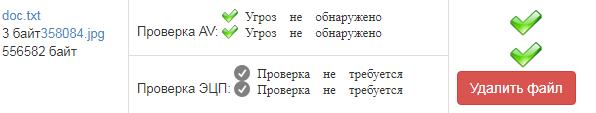 doc.txt
3 байт358084.jpg
556582 байт
Проверка AV:
Угроз не обнаружено
Угроз не обнаружено
Проверка ЭЦП:
Проверка не требуется
Проверка не требуется
Удалить файл